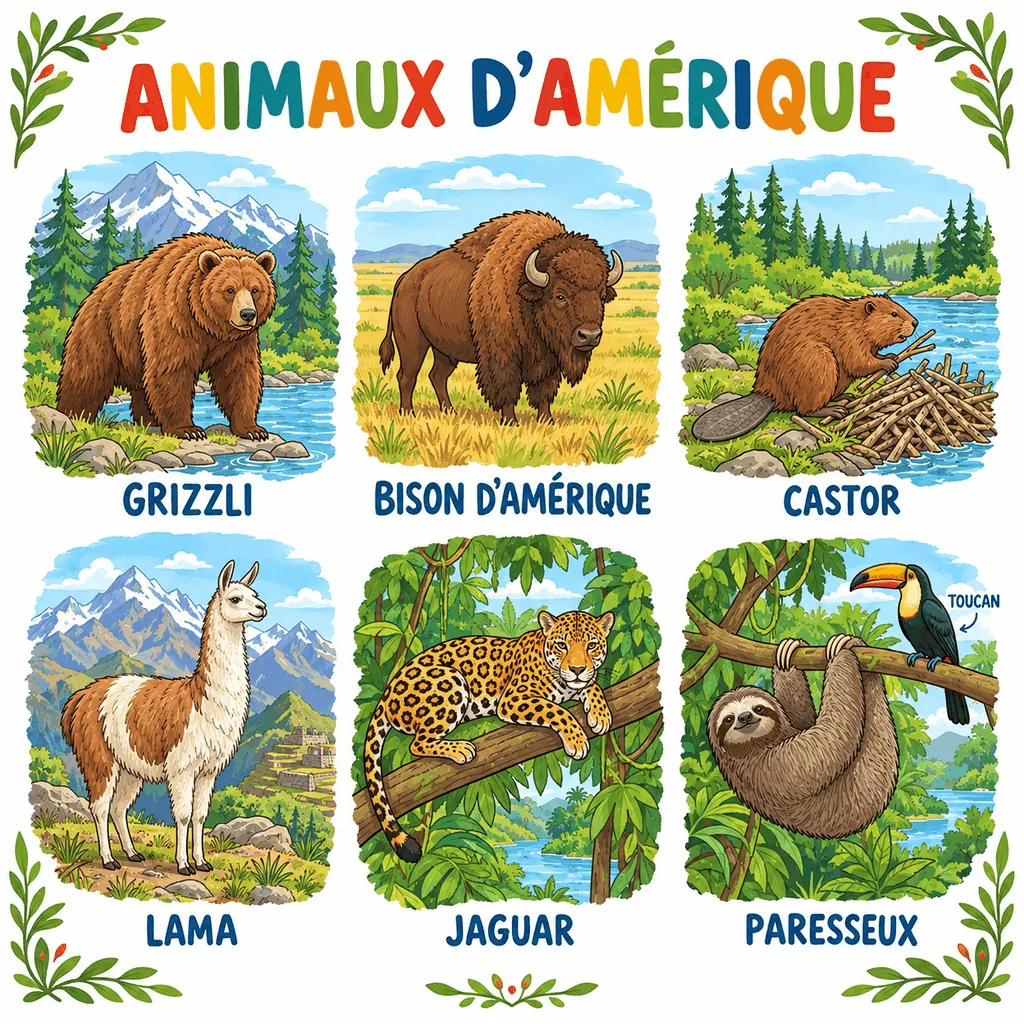 ANIMAUX D'AMÉRIQUE
GRIZZLI
BISON D'AMÉRIQUE
CASTOR
TOUCAN
LAMA
JAGUAR
PARESSEUX